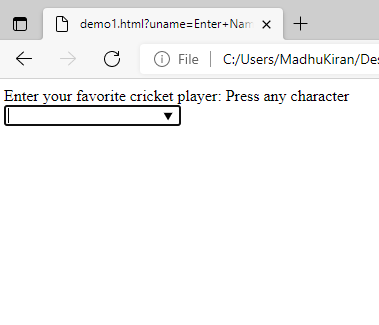 demo1.html?uname=Enter+Nam
File | C:/Users/MadhuKiran/Des
Enter your favorite cricket player: Press any character